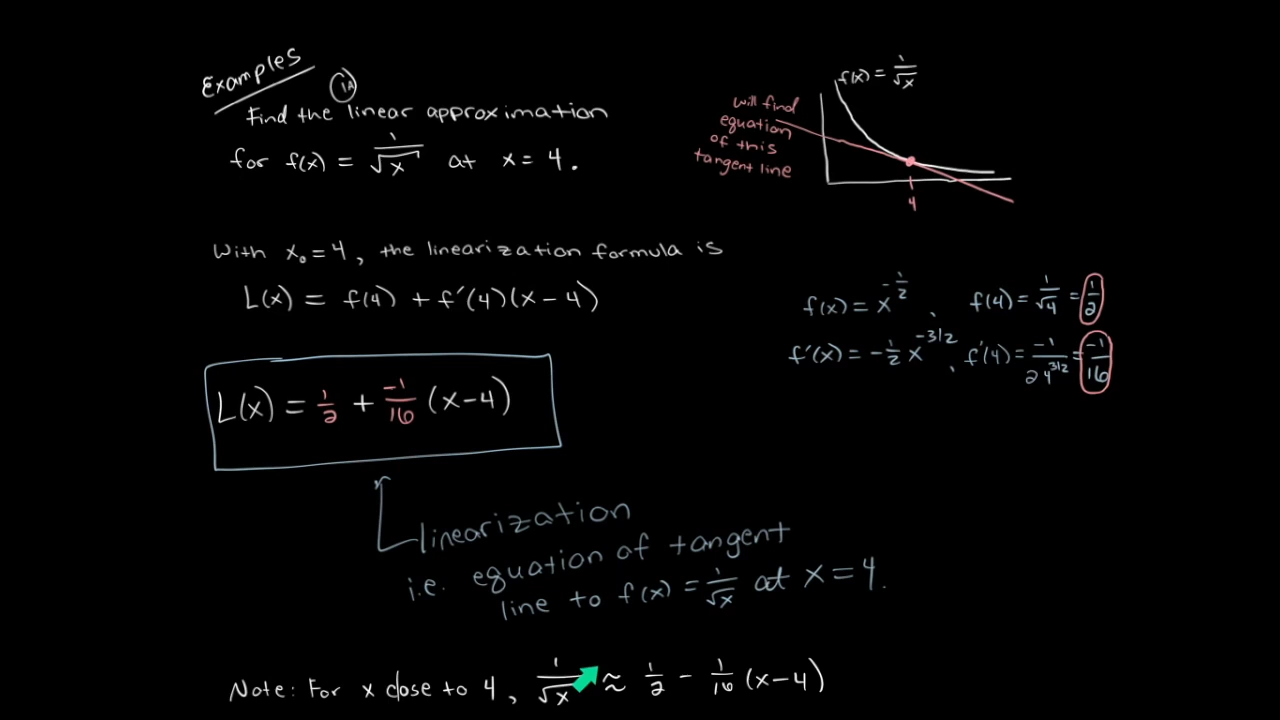 Examples
1A
Find the linear approximation
for f(x) = 1/√x at x = 4.
f(x) = 1/√x
will find
equation
of this
tangent line
4
With x₀ = 4, the linearization formula is
L(x) = f(4) + f'(4)(x – 4)
f(x) = x^(-1/2), f(4) = 1/√4 = 1/2
f'(x) = -1/2 x^(-3/2), f'(4) = -1/(2 4^(3/2)) = -1/16
L(x) = 1/2 + -1/16 (x-4)
linearization
i.e. equation of tangent
line to f(x) = 1/√x at x = 4.
Note: For x close to 4, 1/√x ≈ 1/2 - 1/16 (x-4)